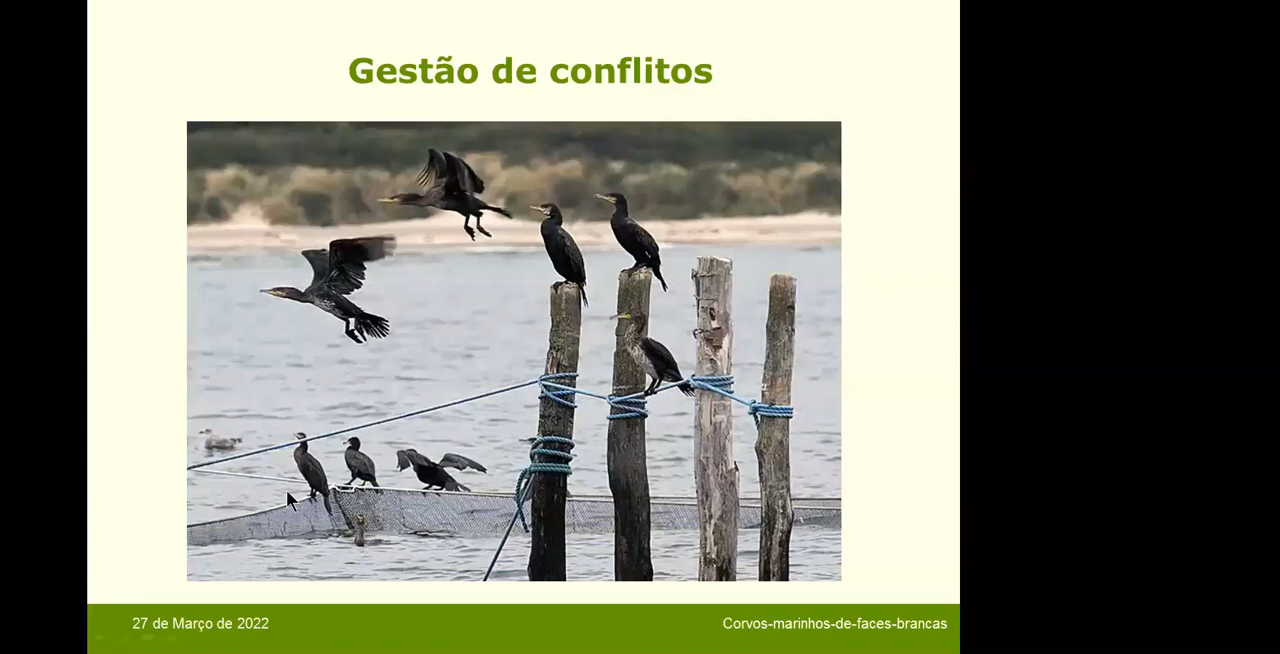 Gestão de conflitos
27 de Março de 2022
Corvos-marinhos-de-faces-brancas